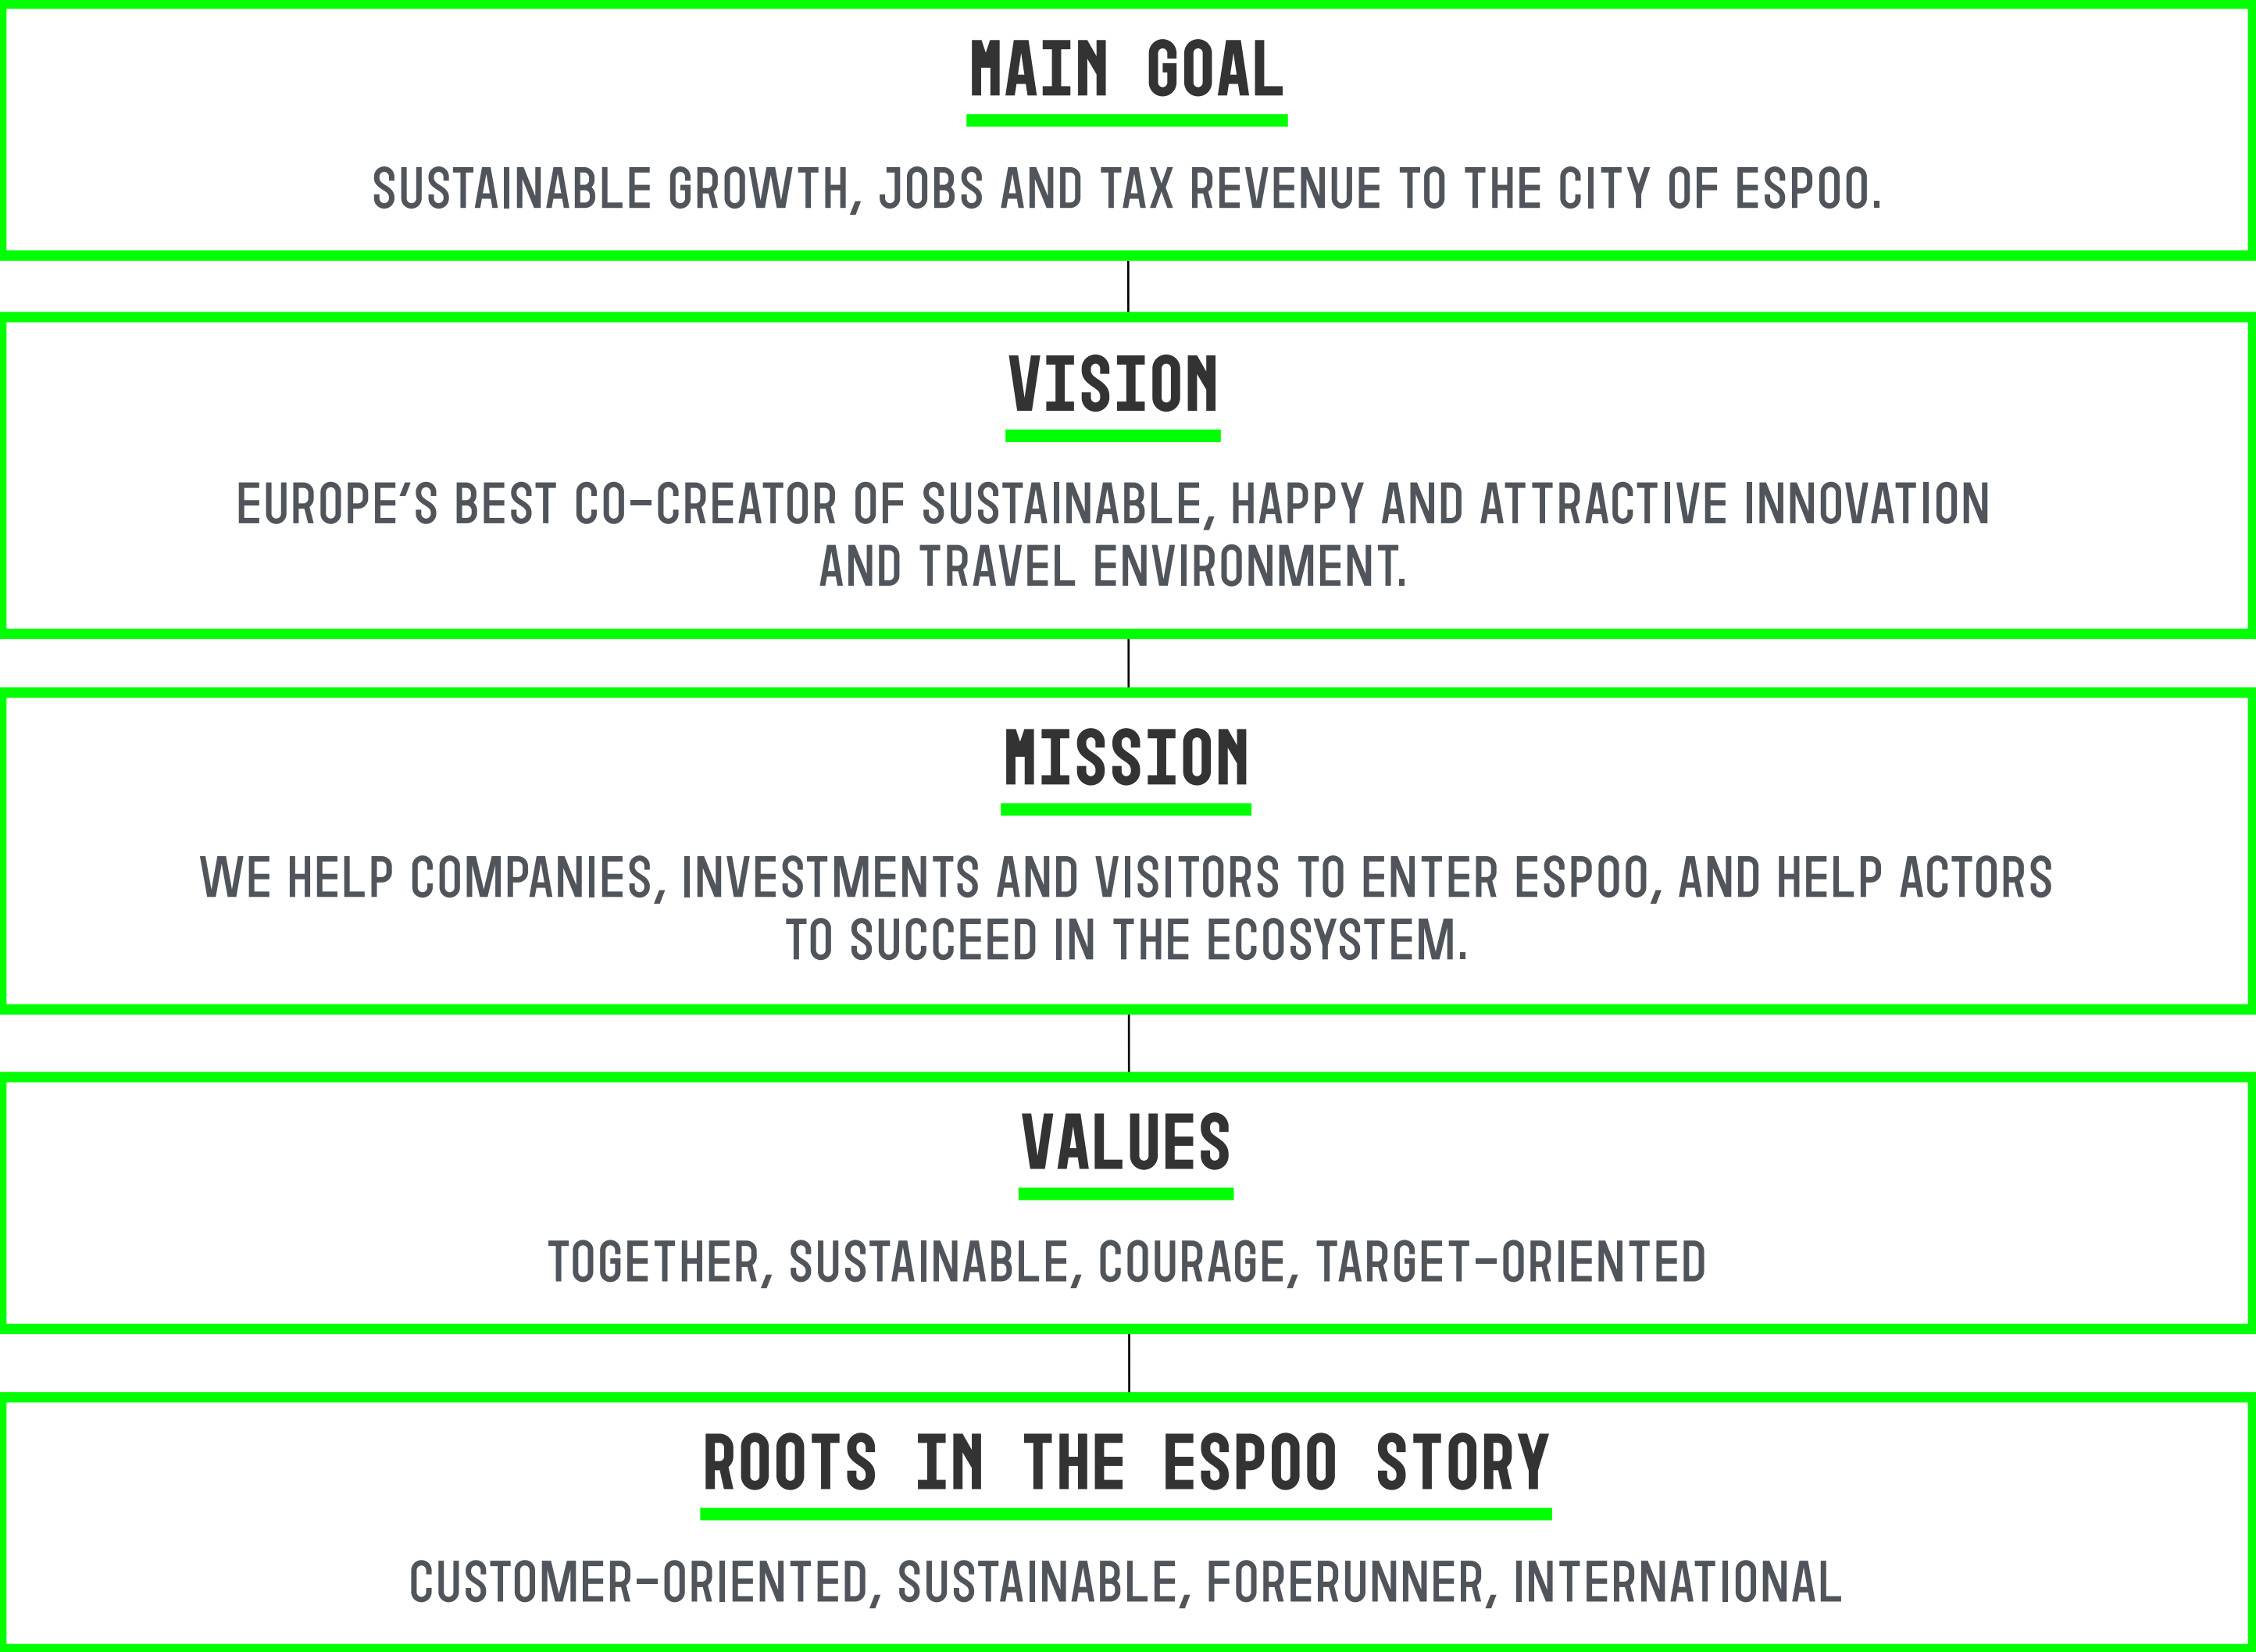 MAIN GOAL
SUSTAINABLE GROWTH, JOBS AND TAX REVENUE TO THE CITY OF ESPOO.
VISION
EUROPE'S BEST CO-CREATOR OF SUSTAINABLE, HAPPY AND ATTRACTIVE INNOVATION
AND TRAVEL ENVIRONMENT.
MISSION
WE HELP COMPANIES, INVESTMENTS AND VISITORS TO ENTER ESPOO, AND HELP ACTORS
TO SUCCEED IN THE ECOSYSTEM.
VALUES
TOGETHER, SUSTAINABLE, COURAGE, TARGET-ORIENTED
ROOTS IN THE ESPOO STORY
CUSTOMER-ORIENTED, SUSTAINABLE, FORERUNNER, INTERNATIONAL